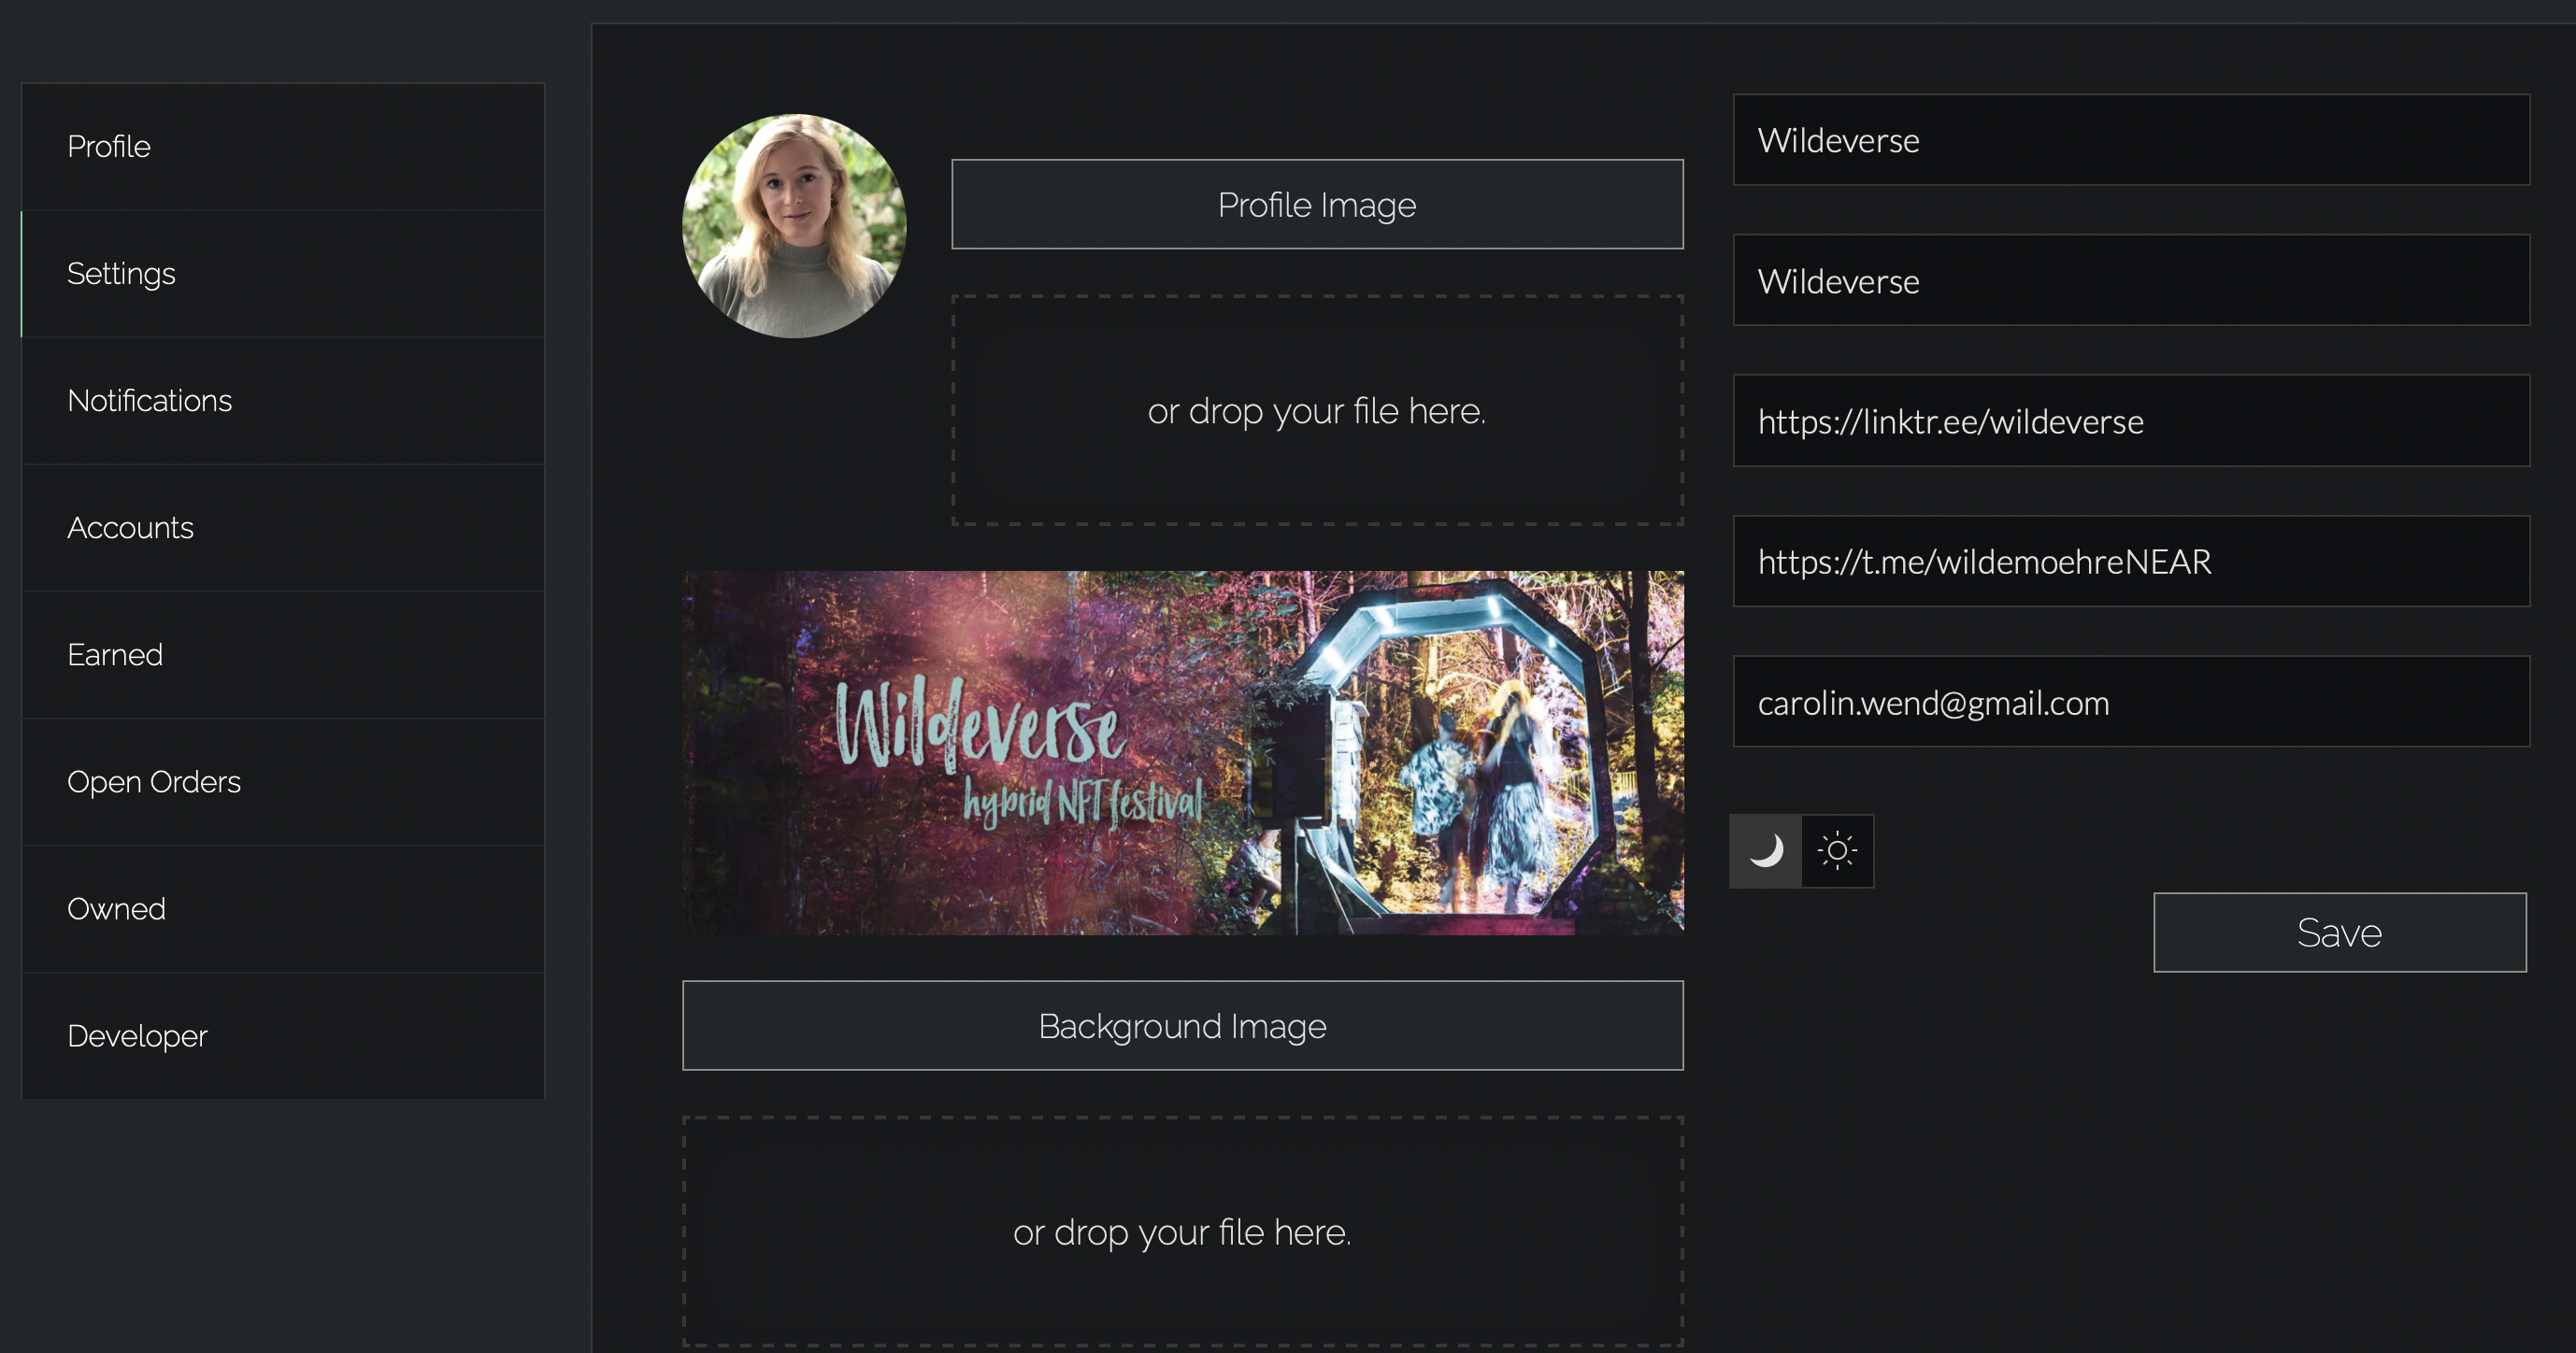 Profile
Settings
Notifications
Accounts
Earned
Open Orders
Owned
Developer
Profile Image
or drop your file here.
Wildeverse
hybrid NFT festival
Background Image
or drop your file here.
Wildeverse
Wildeverse
https://linktr.ee/wildeverse
https://t.me/wildemoehreNEAR
carolin.wend@gmail.com
Save